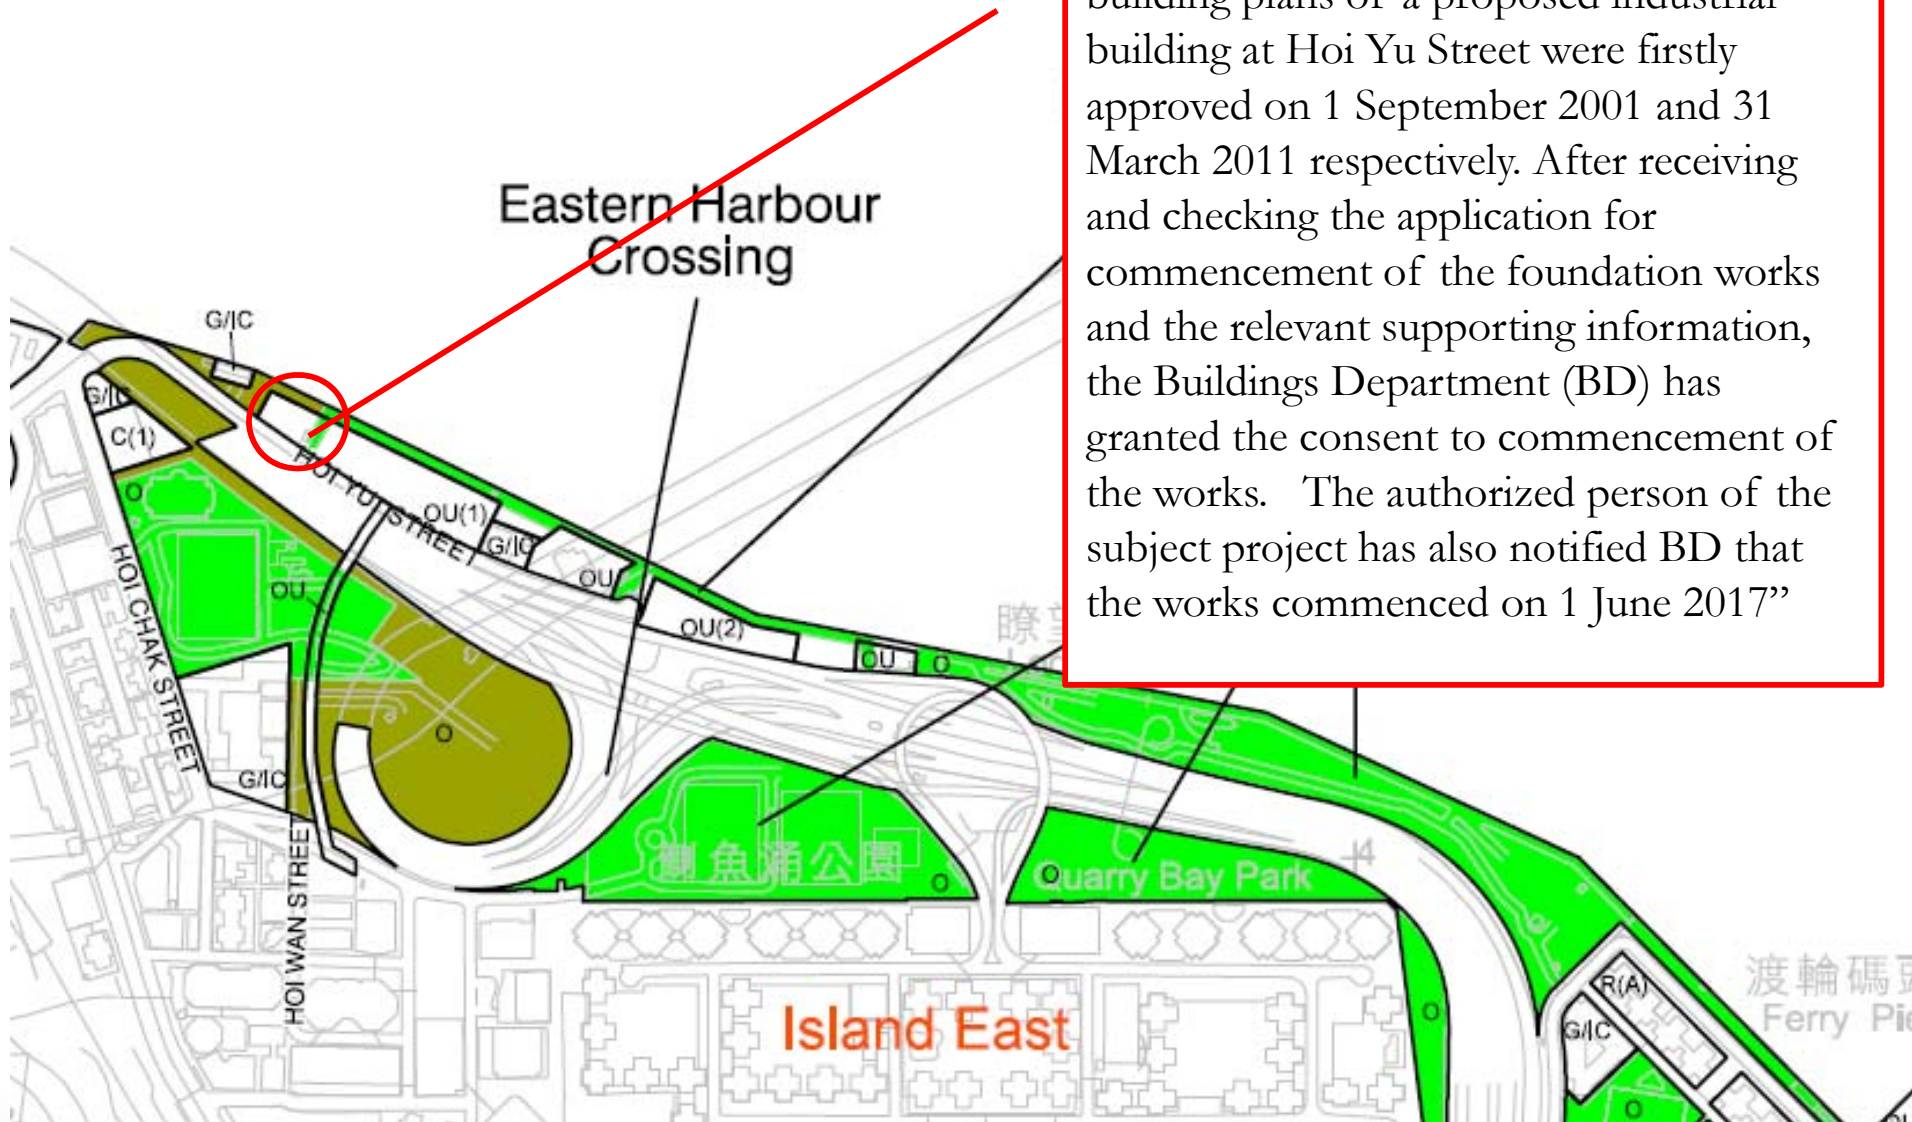 building plans of a proposed industrial
building at Hoi Yu Street were firstly
approved on 1 September 2001 and 31
March 2011 respectively. After receiving
and checking the application for
commencement of the foundation works
and the relevant supporting information,
the Buildings Department (BD) has
granted the consent to commencement of
the works. The authorized person of the
subject project has also notified BD that
the works commenced on 1 June 2017”
Eastern Harbour
Crossing
G/IC
G/IC
C(1)
O
HOI YU STREET
OU(1)
G/IC
OU
OU
HOI CHAK STREET
OU(2)
OU
O
O
G/IC
HOI WAN STREET
鰂魚涌公園
O
O
Quarry Bay Park
Island East
R(A)
G/IC
O
O
渡輪碼
Ferry